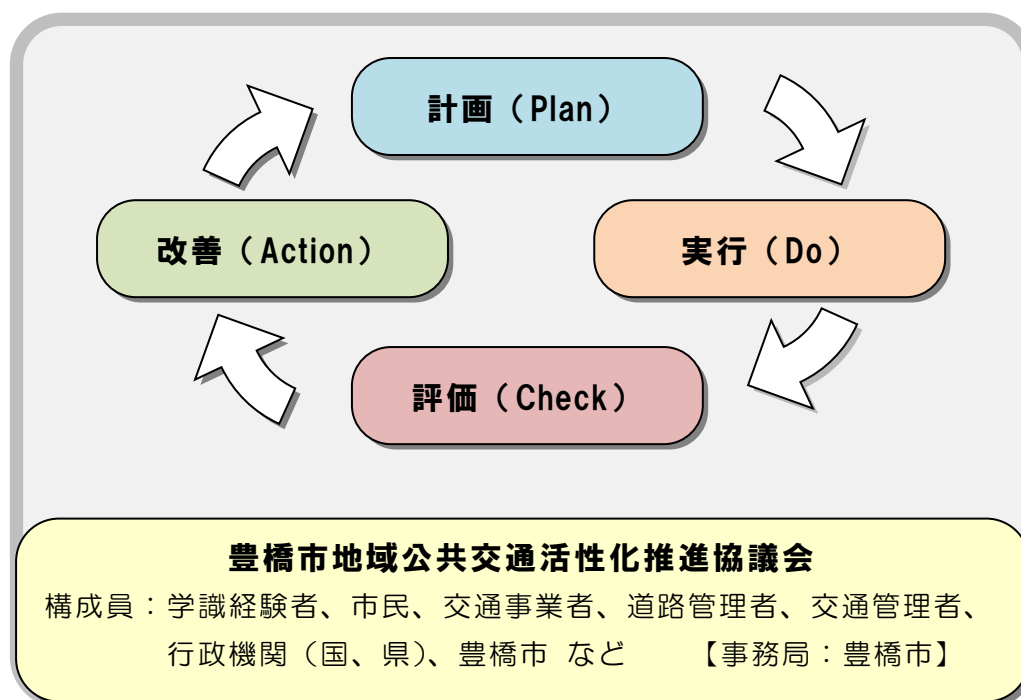 計画（Plan）
改善（Action）
実行（Do）
評価（Check）
豊橋市地域公共交通活性化推進協議会
構成員：学識経験者、市民、交通事業者、道路管理者、交通管理者、
行政機関（国、県）、豊橋市 など　　【事務局：豊橋市】